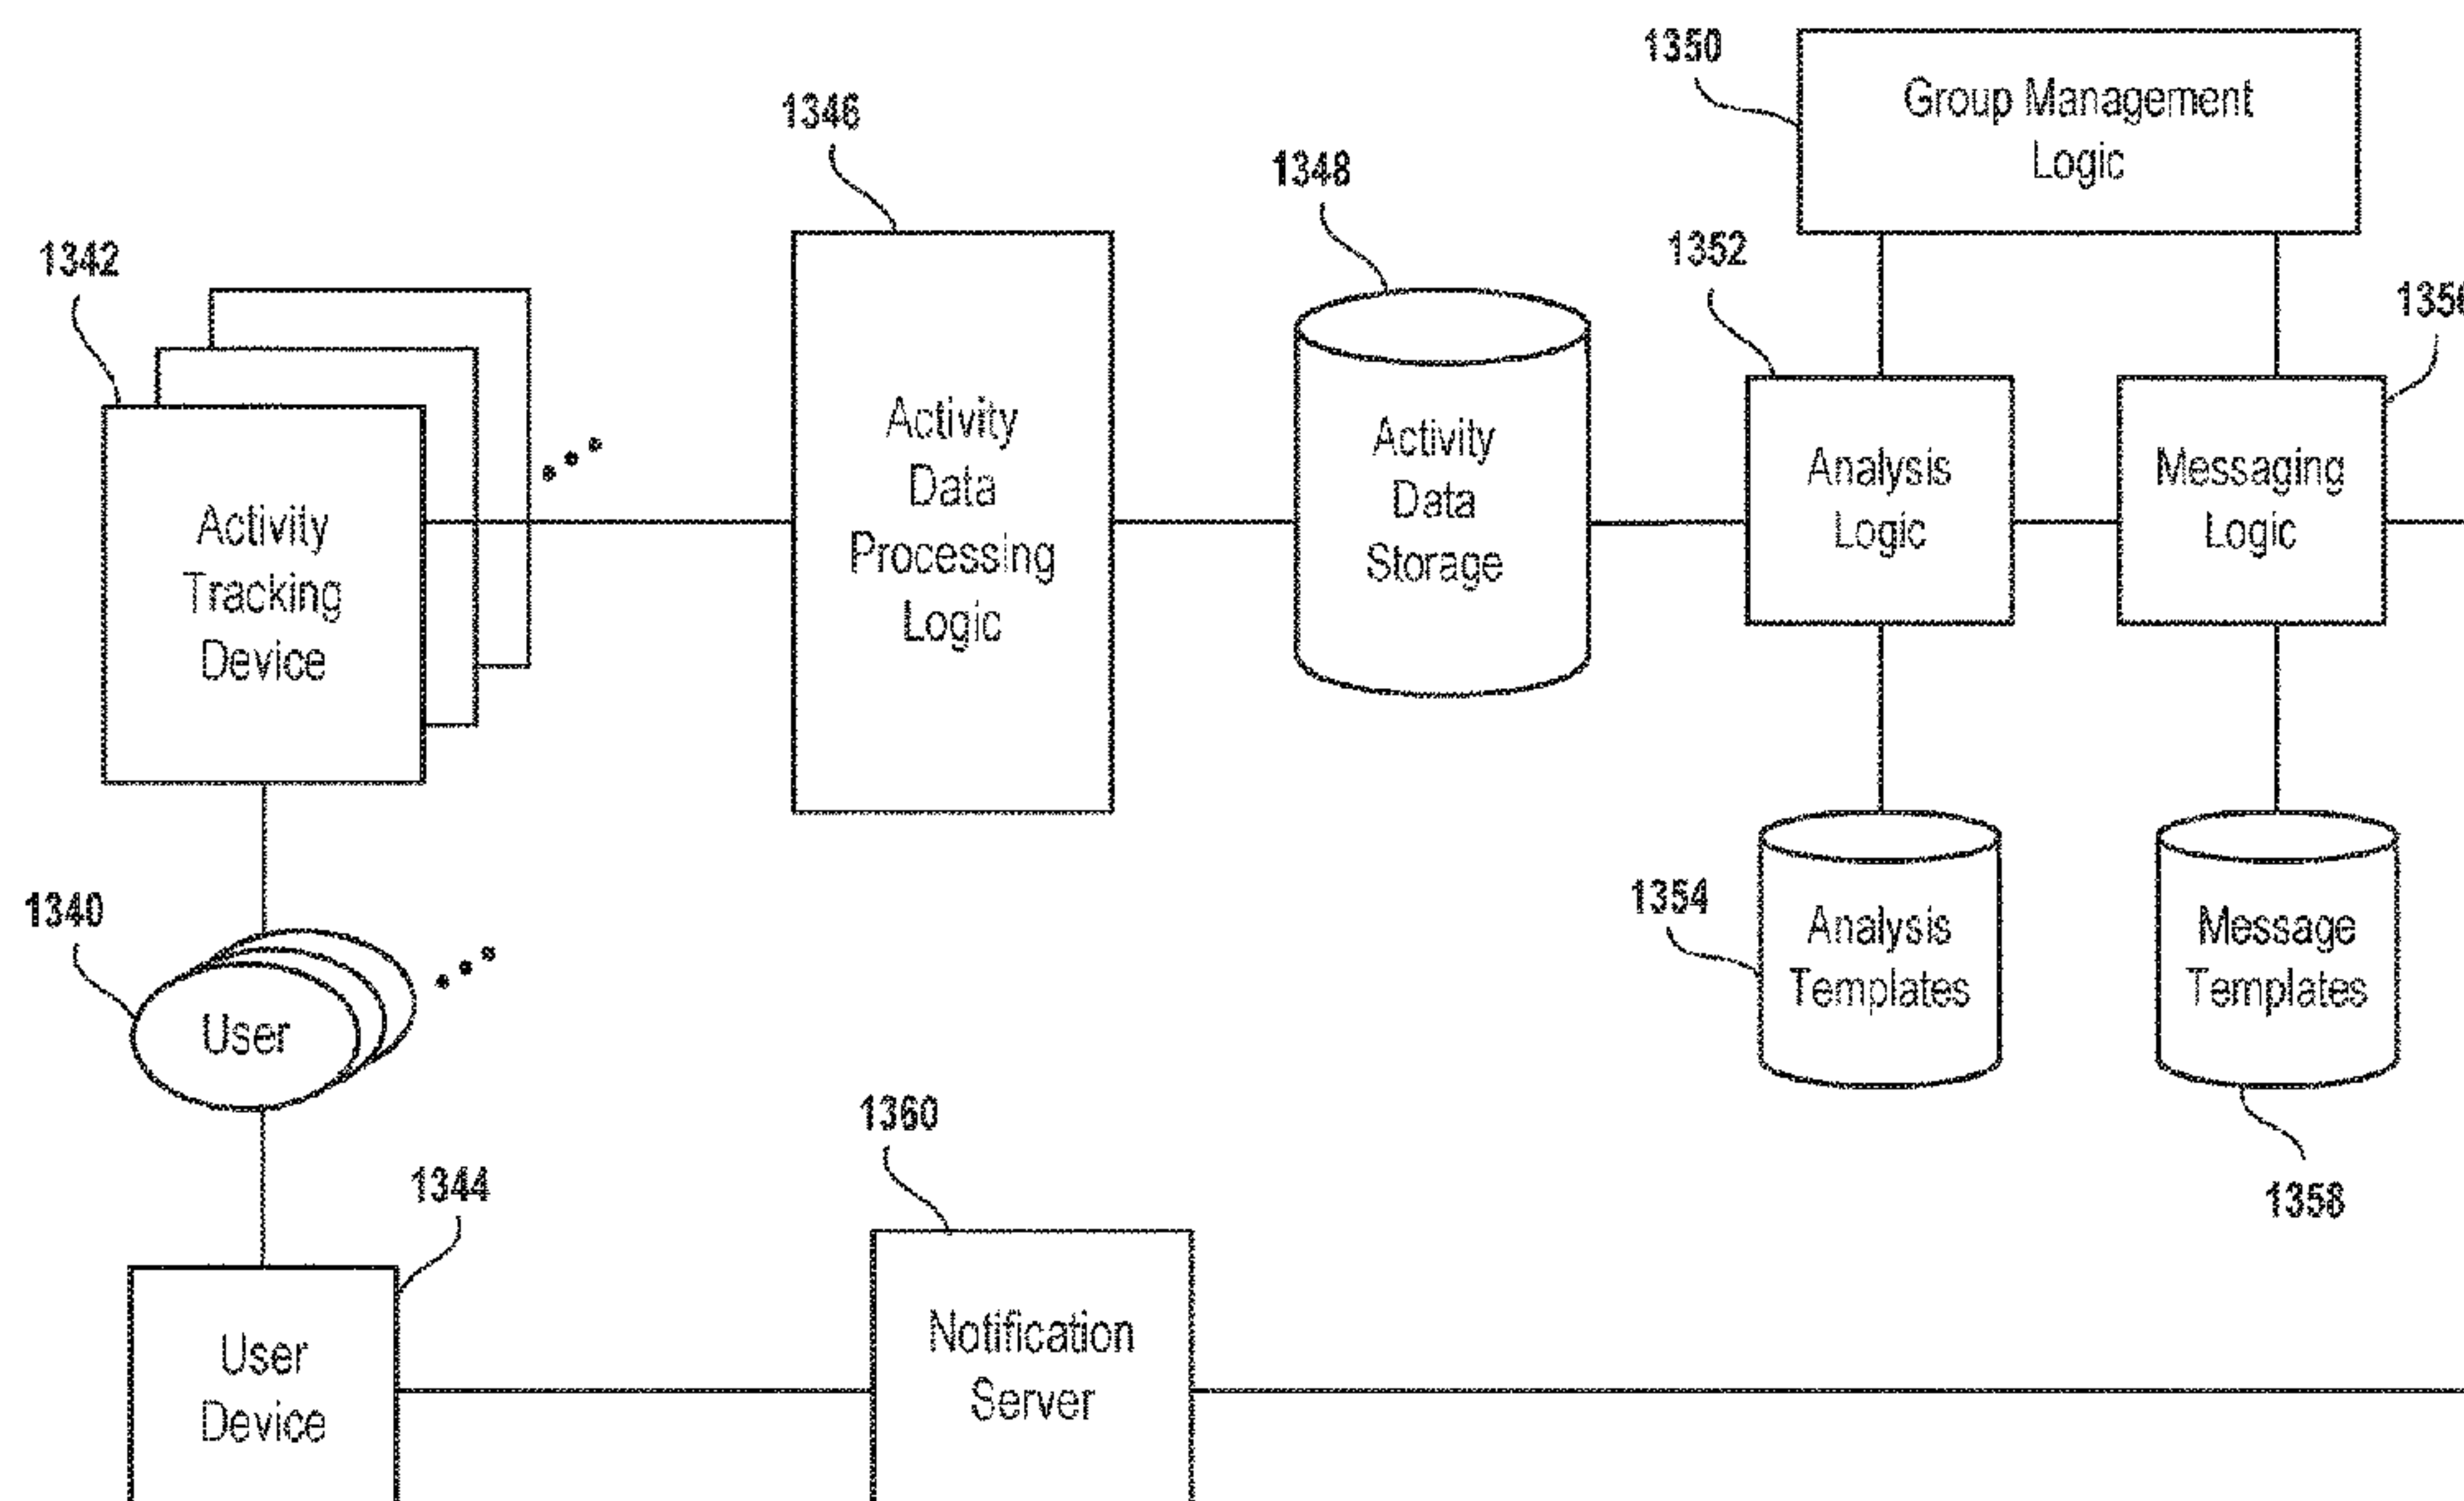 1350
Group Management
Logic
1346
1348
1342
1352
Activity
Data
Processing
Logic
Activity
Data
Storage
Analysis
Logic
Messaging
Logic
Activity
Tracking
Device
1340
User
1354
Analysis
Templates
Message
Templates
1358
1360
1344
User
Device
Notification
Server